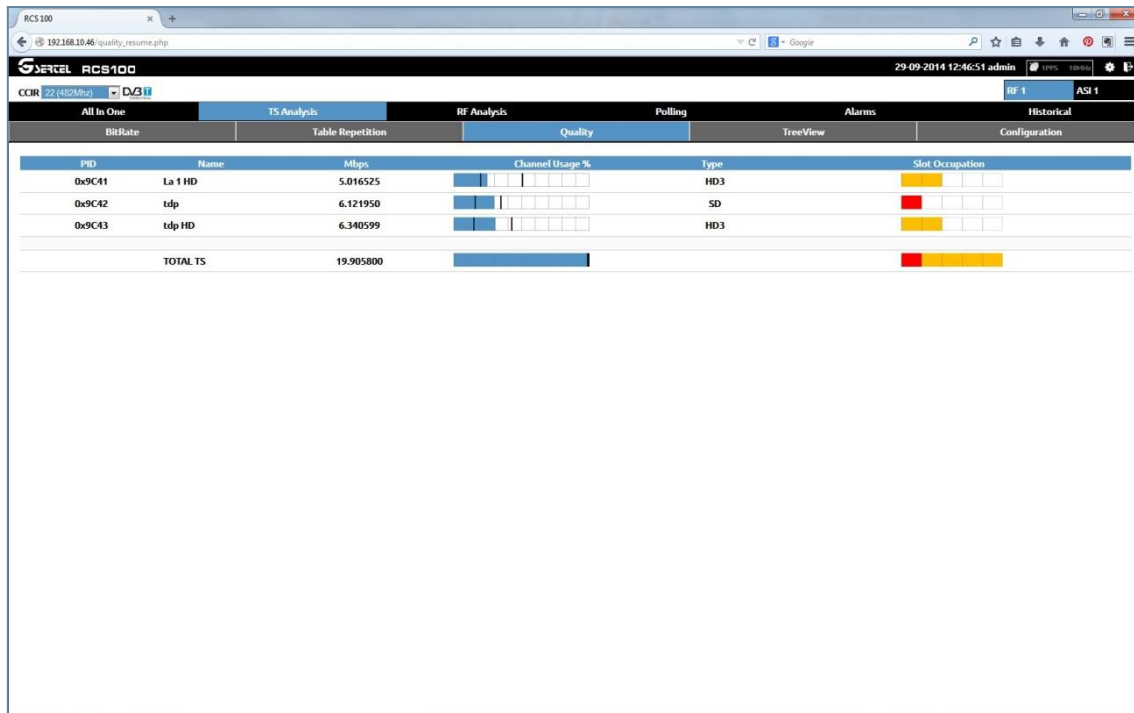 RCS 100
192.168.10.46/quality_resume.php
Google
SERTEL RCS100
29-09-2014 12:46:51 admin 1PPS 10MHz
CCIR 22 (482Mhz) DVB T
RF 1 ASI 1
All In One TS Analysis RF Analysis Polling Alarms Historical
BitRate Table Repetition Quality TreeView Configuration
PID Name Mbps Channel Usage % Type Slot Occupation
0x9C41 La 1 HD 5.016525 HD3
0x9C42 tdp 6.121950 SD
0x9C43 tdp HD 6.340599 HD3
TOTAL TS 19.905800